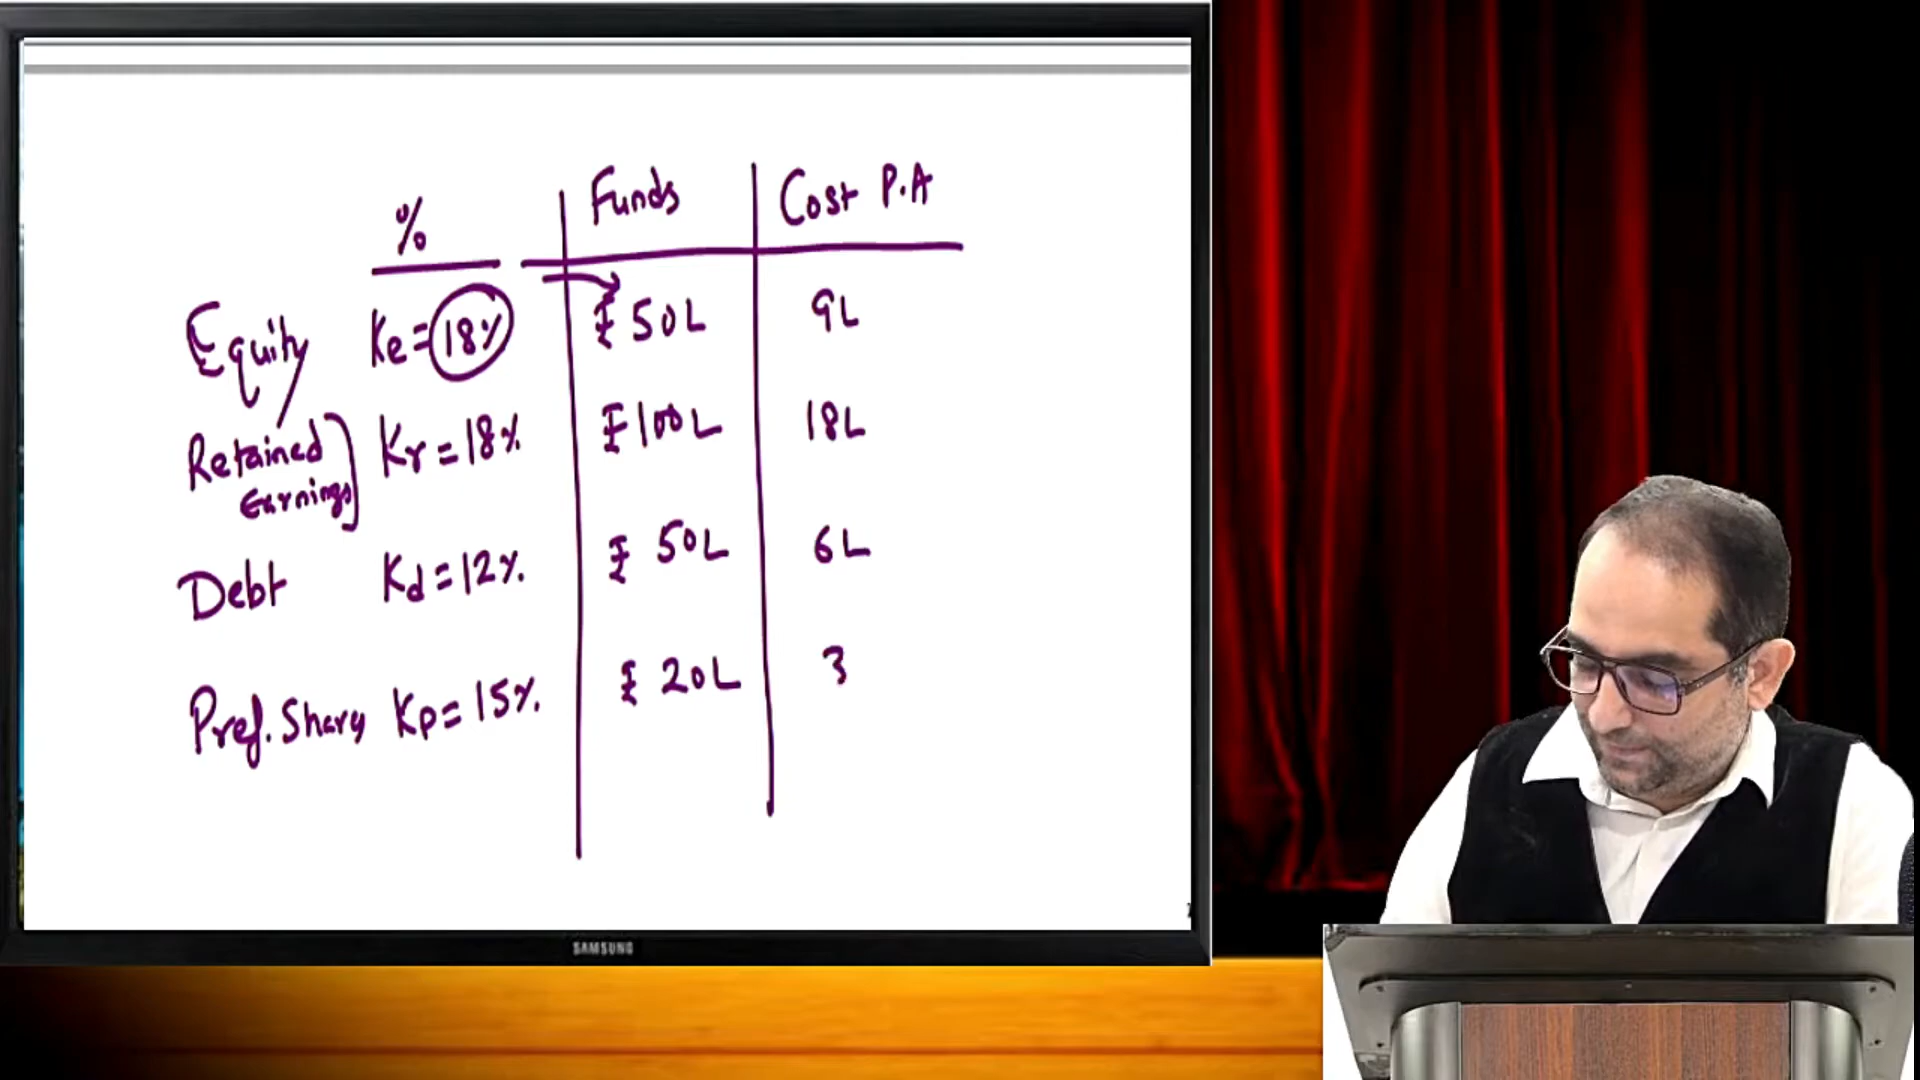 % Funds Cost P.A
Equity Ke = 18% ₹ 50L 9L
Retained Earnings Kr = 18% ₹ 100L 18L
Debt Kd = 12% ₹ 50L 6L
Pref. Shares Kp = 15% ₹ 20L 3
SAMSUNG